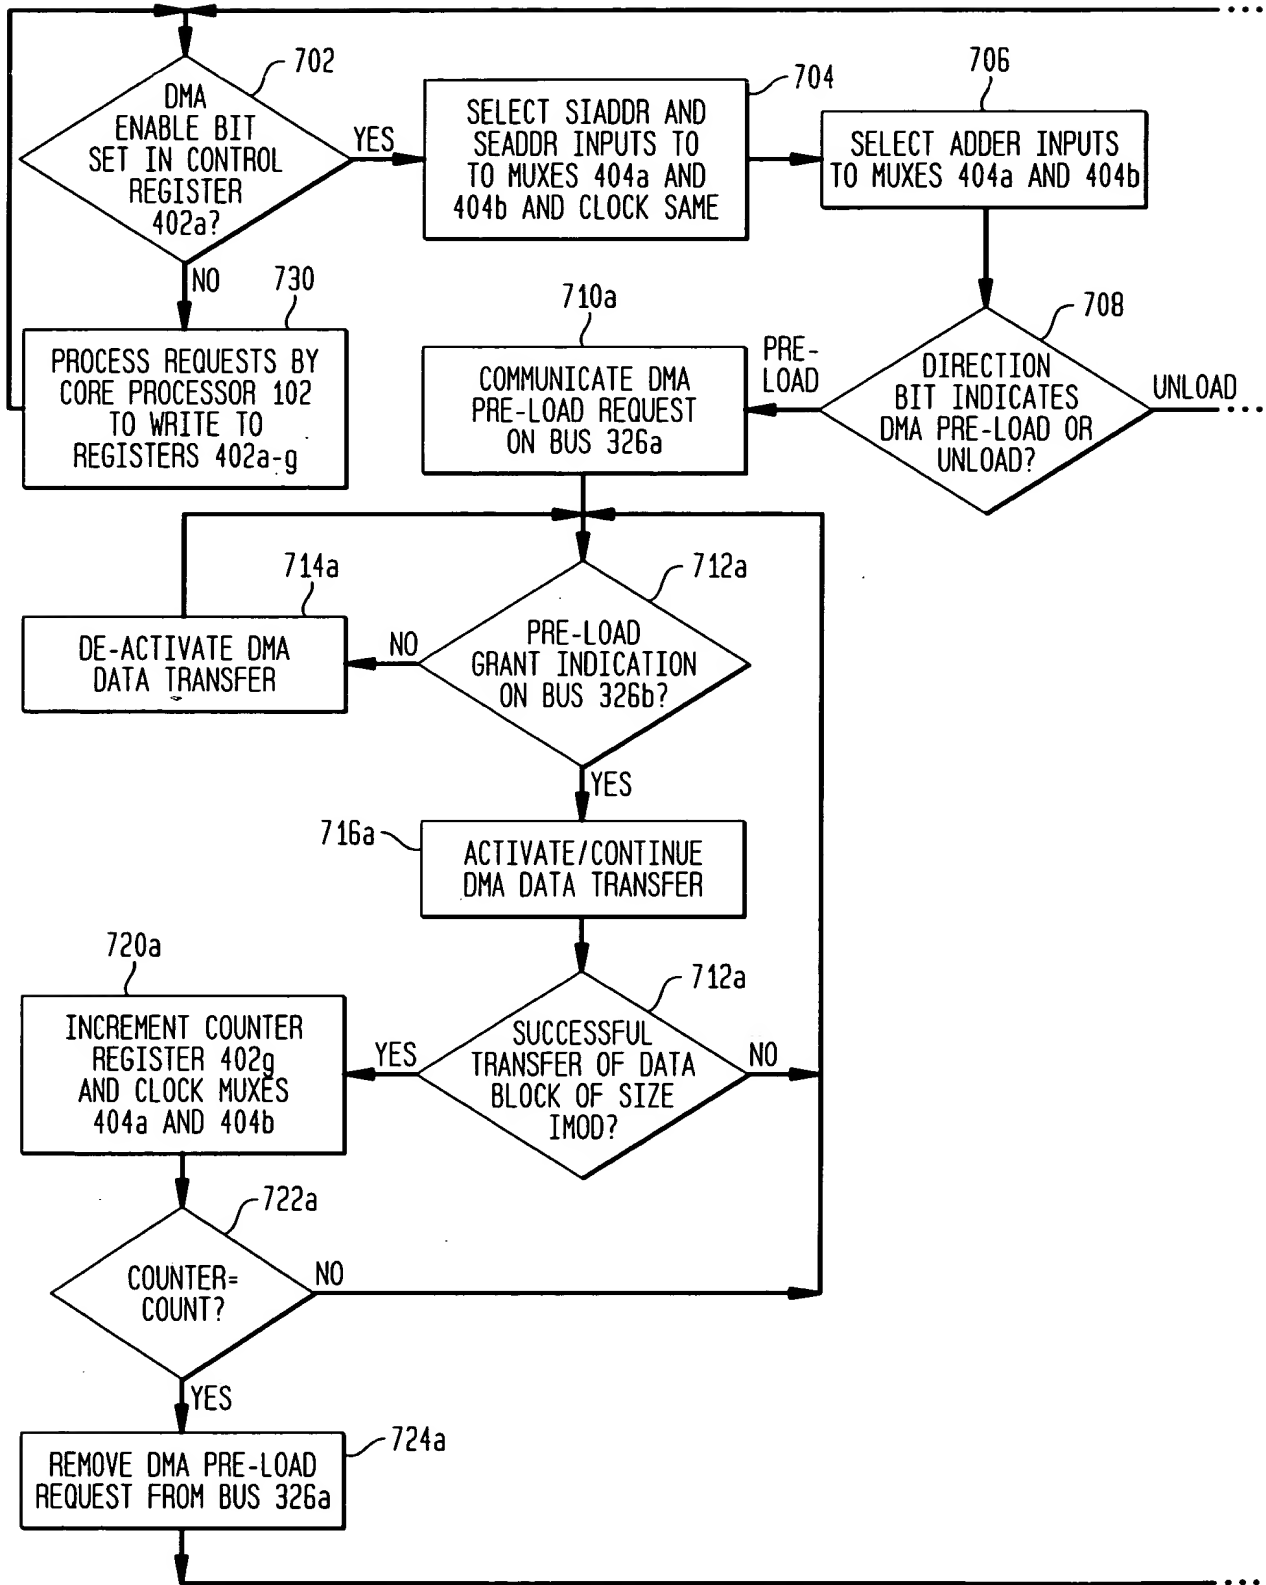 702
DMA
ENABLE BIT
SET IN CONTROL
REGISTER
402a?
YES
NO
704
SELECT SIADDR AND
SEADDR INPUTS TO
TO MUXES 404a AND
404b AND CLOCK SAME
706
SELECT ADDER INPUTS
TO MUXES 404a AND 404b
730
PROCESS REQUESTS BY
CORE PROCESSOR 102
TO WRITE TO
REGISTERS 402a-g
710a
COMMUNICATE DMA
PRE-LOAD REQUEST
ON BUS 326a
PRE-
LOAD
708
DIRECTION
BIT INDICATES
DMA PRE-LOAD OR
UNLOAD?
UNLOAD
...
714a
DE-ACTIVATE DMA
DATA TRANSFER
NO
712a
PRE-LOAD
GRANT INDICATION
ON BUS 326b?
YES
716a
ACTIVATE/CONTINUE
DMA DATA TRANSFER
720a
INCREMENT COUNTER
REGISTER 402g
AND CLOCK MUXES
404a AND 404b
YES
712a
SUCCESSFUL
TRANSFER OF DATA
BLOCK OF SIZE
IMOD?
NO
722a
COUNTER=
COUNT?
NO
YES
724a
REMOVE DMA PRE-LOAD
REQUEST FROM BUS 326a